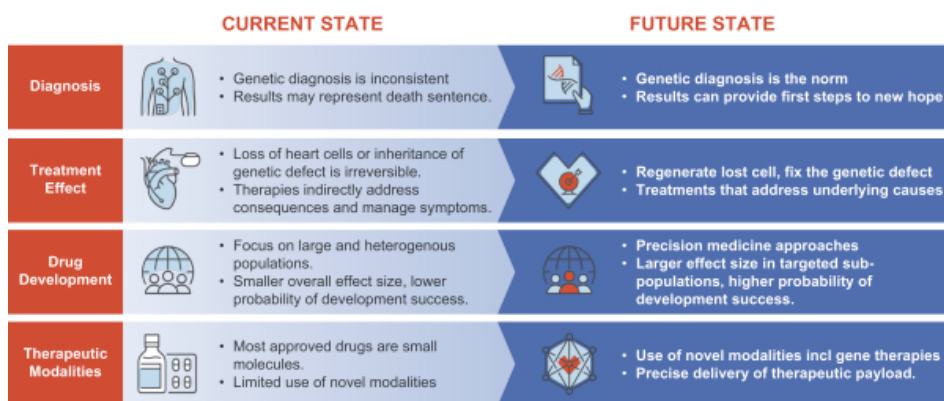 CURRENT STATE
FUTURE STATE
Diagnosis
• Genetic diagnosis is inconsistent
• Results may represent death sentence.
• Genetic diagnosis is the norm
• Results can provide first steps to new hope
Treatment
Effect
• Loss of heart cells or inheritance of
genetic defect is irreversible.
• Therapies indirectly address
consequences and manage symptoms.
• Regenerate lost cell, fix the genetic defect
• Treatments that address underlying causes
Drug
Development
• Focus on large and heterogenous
populations.
• Smaller overall effect size, lower
probability of development success.
• Precision medicine approaches
• Larger effect size in targeted sub-
populations, higher probability of
development success.
Therapeutic
Modalities
• Most approved drugs are small
molecules.
• Limited use of novel modalities
• Use of novel modalities incl gene therapies
• Precise delivery of therapeutic payload.